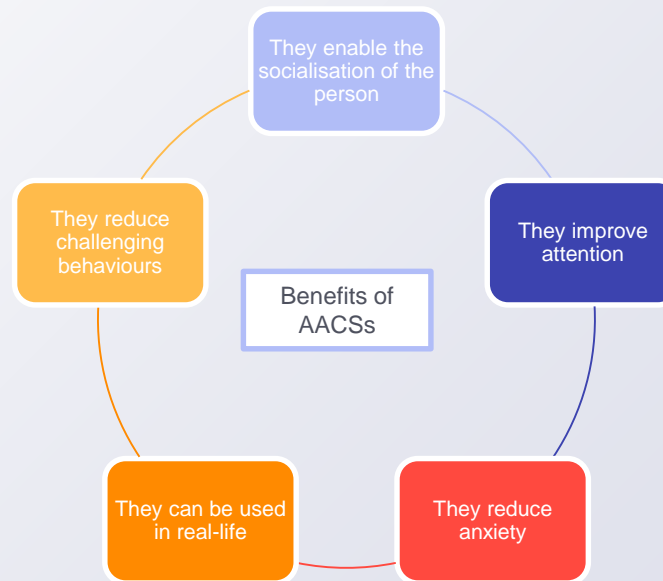 They enable the
socialisation of the
person
They improve
attention
They reduce
anxiety
They can be used
in real-life
They reduce
challenging
behaviours
Benefits of
AACSs